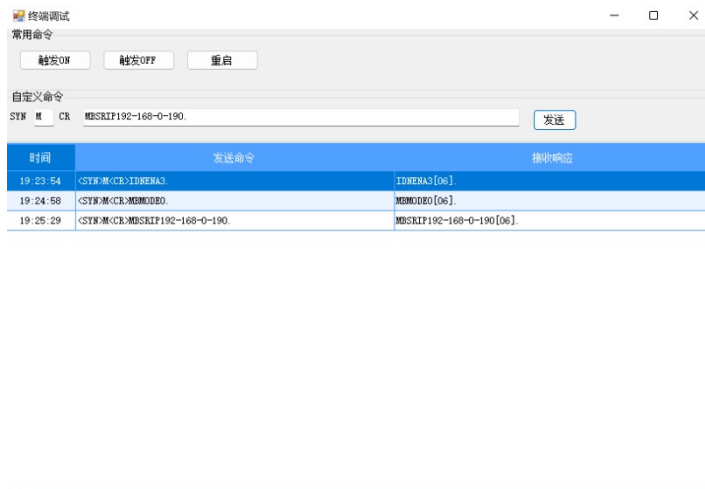 终端调试
常用命令
触发ON 触发OFF 重启
自定义命令
SYN M CR MBSRIP192-168-0-190. 发送
时间 发送命令 接收响应
19:23:54 <SYN>M<CR>IDNENA3. IDNENA3[06].
19:24:58 <SYN>M<CR>MBMODE0. MBMODE0[06].
19:25:29 <SYN>M<CR>MBSRIP192-168-0-190. MBSRIP192-168-0-190[06].